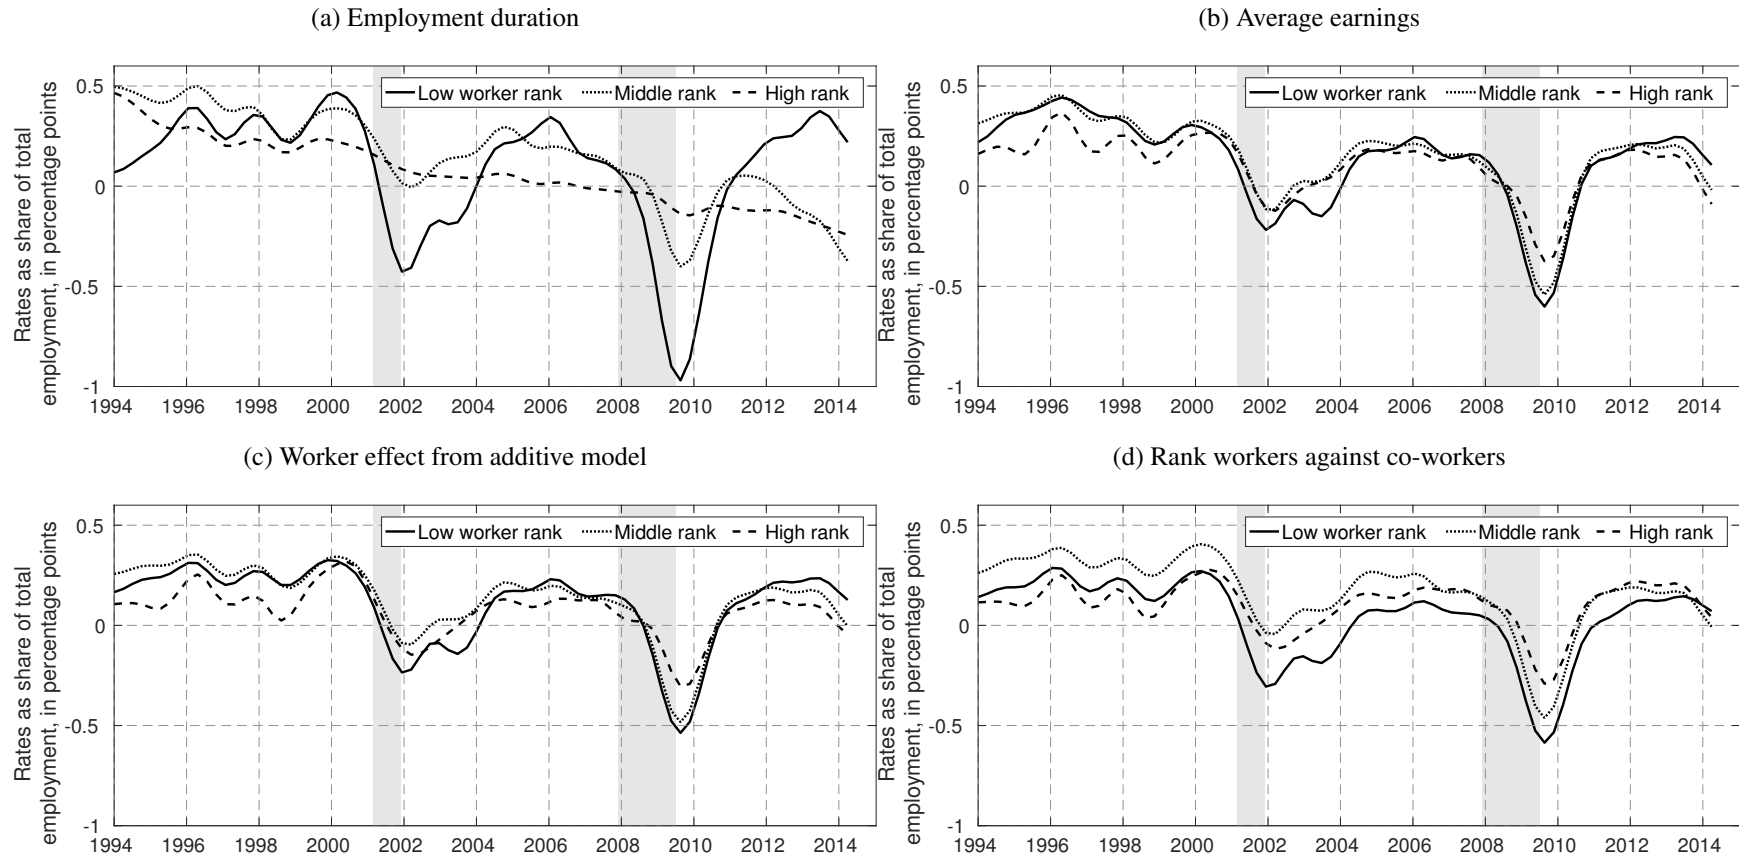 (a) Employment duration
Rates as share of total
employment, in percentage points
0.5
0
-0.5
-1
Low worker rank Middle rank High rank
1994 1996 1998 2000 2002 2004 2006 2008 2010 2012 2014
(b) Average earnings
Rates as share of total
employment, in percentage points
0.5
0
-0.5
-1
Low worker rank Middle rank High rank
1994 1996 1998 2000 2002 2004 2006 2008 2010 2012 2014
(c) Worker effect from additive model
Rates as share of total
employment, in percentage points
0.5
0
-0.5
-1
Low worker rank Middle rank High rank
1994 1996 1998 2000 2002 2004 2006 2008 2010 2012 2014
(d) Rank workers against co-workers
Rates as share of total
employment, in percentage points
0.5
0
-0.5
-1
Low worker rank Middle rank High rank
1994 1996 1998 2000 2002 2004 2006 2008 2010 2012 2014